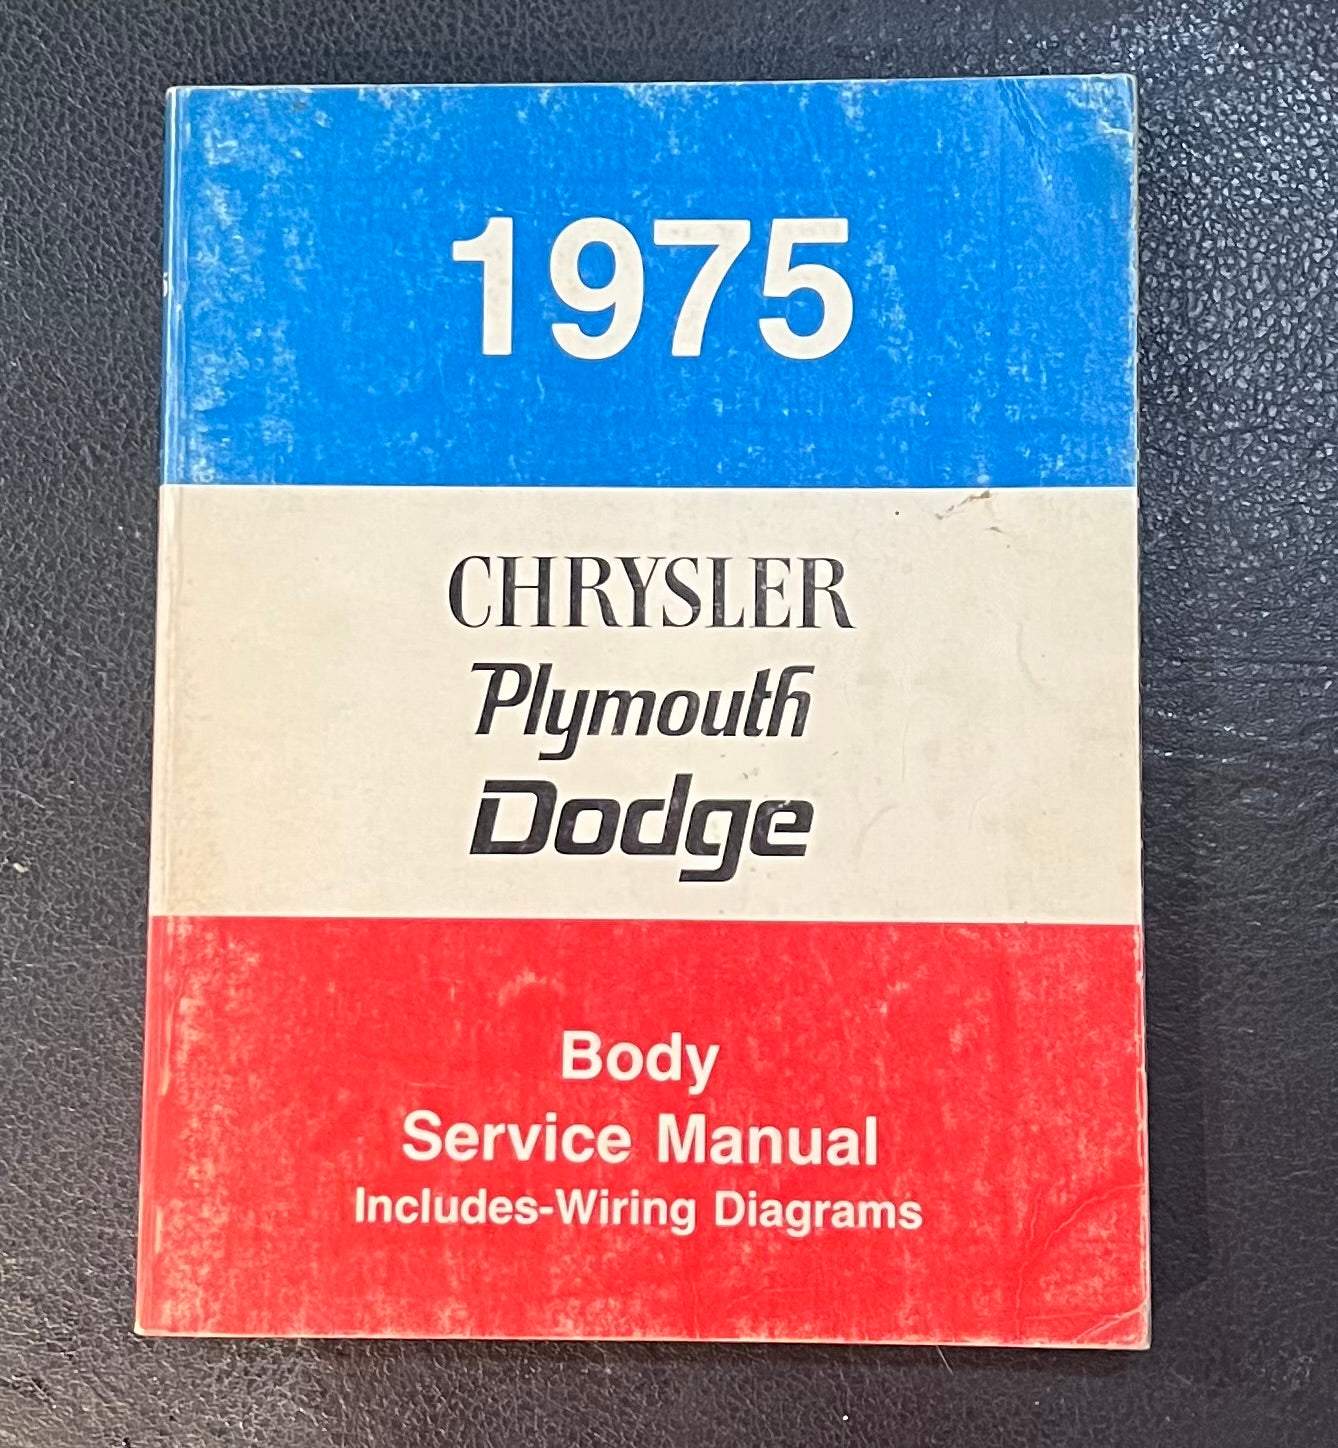 1975
CHRYSLER
Plymouth
Dodge
Body
Service Manual
Includes-Wiring Diagrams